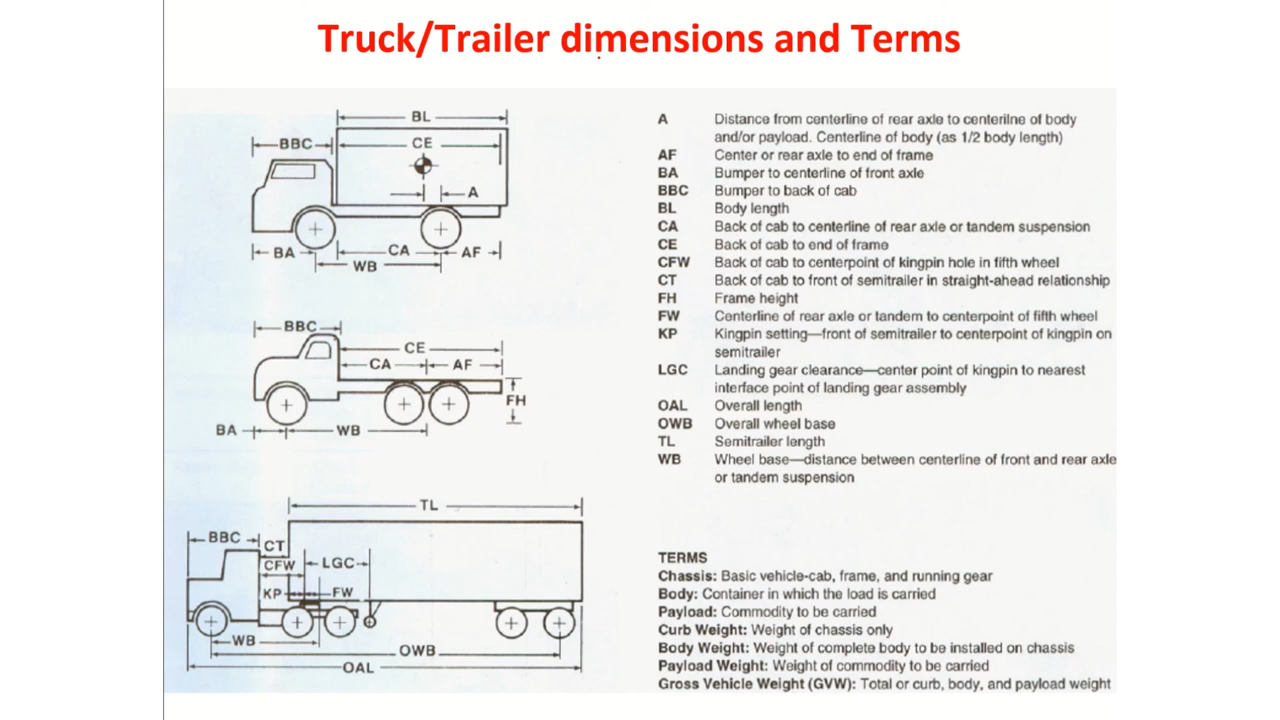 Truck/Trailer dimensions and Terms
BL
BBC
CE
A
BA
CA
AF
WB
BBC
CE
CA
AF
FH
BA
WB
TL
BBC
CT
CFW
LGC
KP
FW
WB
OWB
OAL
A Distance from centerline of rear axle to centerilne of body
and/or payload. Centerline of body (as 1/2 body length)
AF Center or rear axle to end of frame
BA Bumper to centerline of front axle
BBC Bumper to back of cab
BL Body length
CA Back of cab to centerline of rear axle or tandem suspension
CE Back of cab to end of frame
CFW Back of cab to centerpoint of kingpin hole in fifth wheel
CT Back of cab to front of semitrailer in straight-ahead relationship
FH Frame height
FW Centerline of rear axle or tandem to centerpoint of fifth wheel
KP Kingpin setting—front of semitrailer to centerpoint of kingpin on
semitrailer
LGC Landing gear clearance—center point of kingpin to nearest
interface point of landing gear assembly
OAL Overall length
OWB Overall wheel base
TL Semitrailer length
WB Wheel base—distance between centerline of front and rear axle
or tandem suspension
TERMS
Chassis: Basic vehicle-cab, frame, and running gear
Body: Container in which the load is carried
Payload: Commodity to be carried
Curb Weight: Weight of chassis only
Body Weight: Weight of complete body to be installed on chassis
Payload Weight: Weight of commodity to be carried
Gross Vehicle Weight (GVW): Total or curb, body, and payload weight